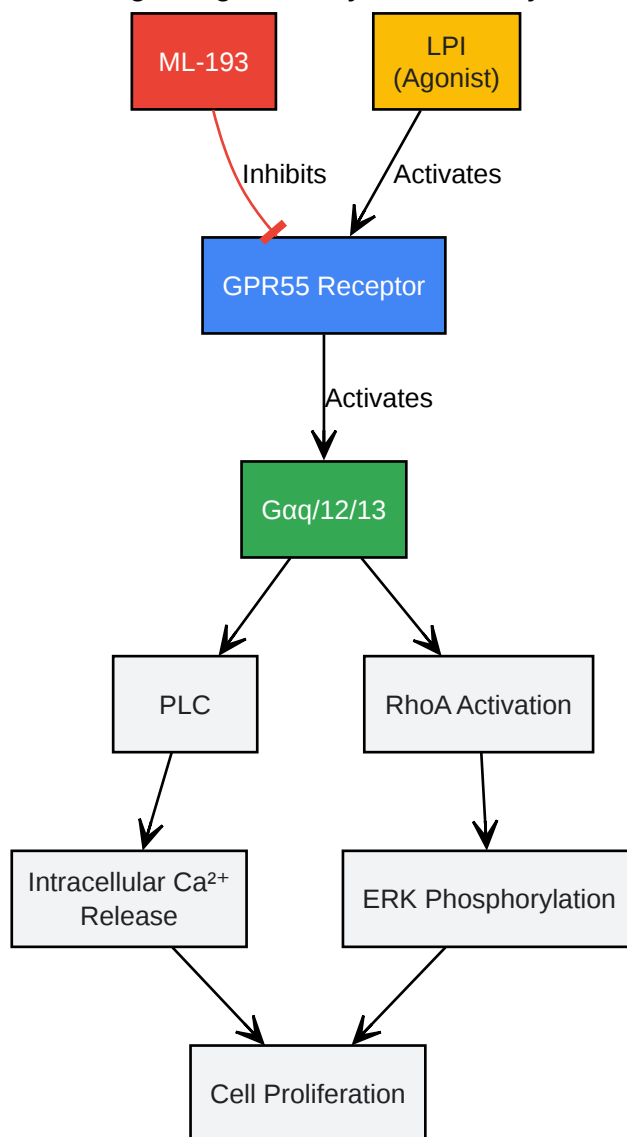 ML-193
LPI
(Agonist)
Inhibits
Activates
GPR55 Receptor
Activates
Gαq/12/13
PLC
RhoA Activation
Intracellular Ca²⁺
Release
ERK Phosphorylation
Cell Proliferation